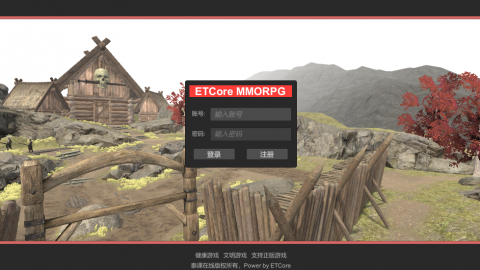 ETCore MMORPG
账号: 输入账号
密码: 输入密码
登录 注册
健康游戏 文明游戏 支持正版游戏
泰课在线版权所有, Power by ETCore